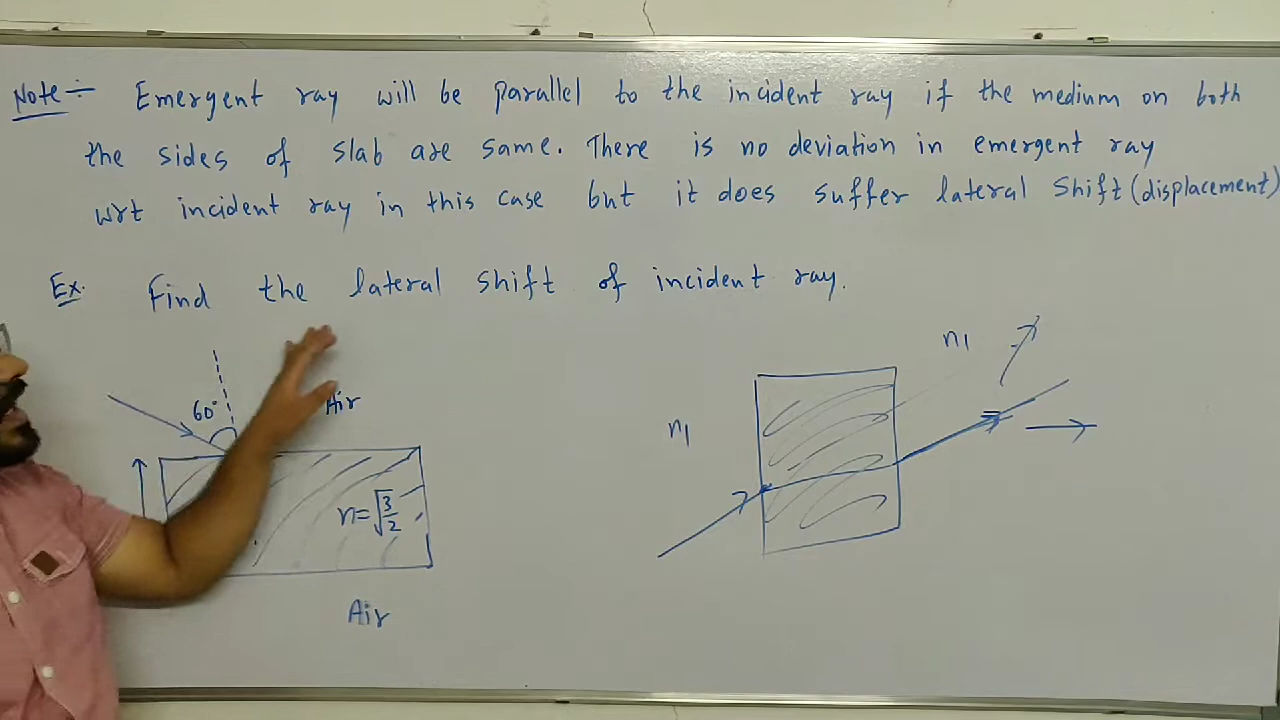 Note:- Emergent ray will be parallel to the incident ray if the medium on both
the sides of slab are same. There is no deviation in emergent ray
wrt incident ray in this case but it does suffer lateral shift (displacement)
Ex. Find the lateral shift of incident ray.
60°
Air
n=√3/2
Air
n1
n1